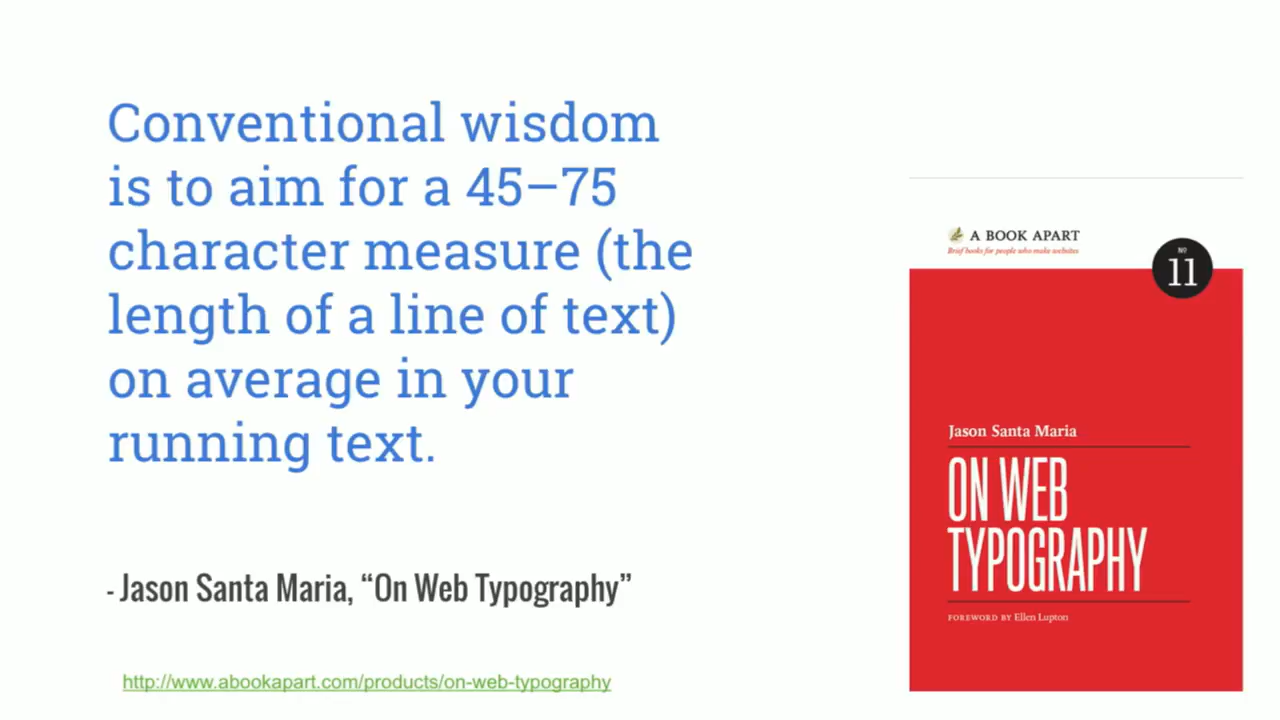 Conventional wisdom
is to aim for a 45–75
character measure (the
length of a line of text)
on average in your
running text.
- Jason Santa Maria, “On Web Typography”
http://www.abookapart.com/products/on-web-typography
A BOOK APART
Brief books for people who make websites
No
11
Jason Santa Maria
ON WEB
TYPOGRAPHY
FOREWORD BY Ellen Lupton